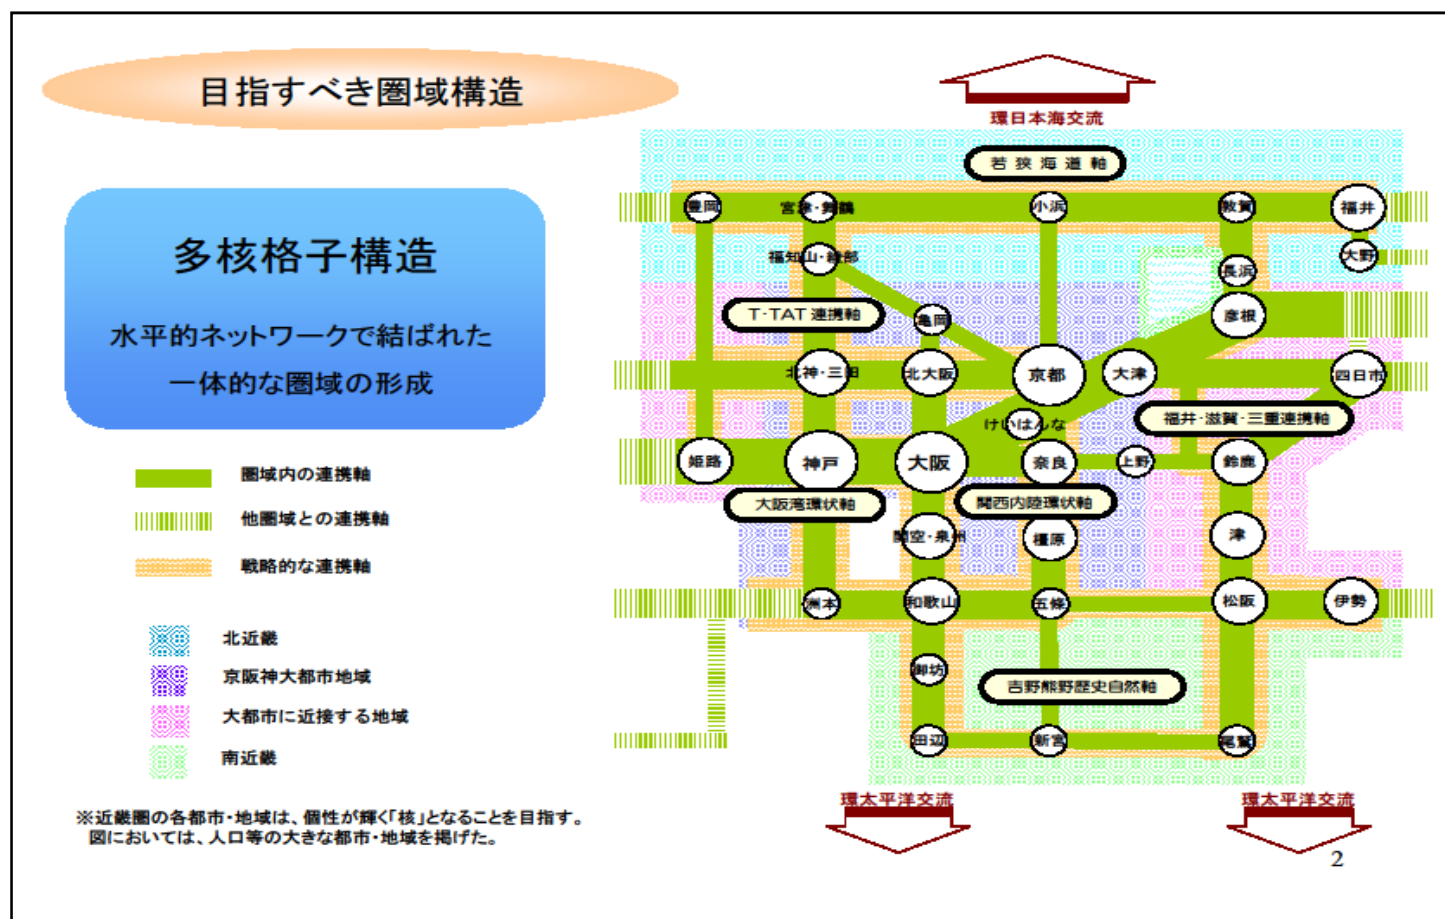 目指すべき圏域構造
多核格子構造
水平的ネットワークで結ばれた
一体的な圏域の形成
圏域内の連携軸
他圏域との連携軸
戦略的な連携軸
北近畿
京阪神大都市地域
大都市に近接する地域
南近畿
※近畿圏の各都市・地域は、個性が輝く「核」となることを目指す。
図においては、人口等の大きな都市・地域を掲げた。
環日本海交流
若狭海道軸
豊岡
宮津・舞鶴
小浜
敦賀
福井
福知山・綾部
大野
長浜
T・TAT 連携軸
亀岡
彦根
北神・三田
北大阪
京都
大津
四日市
けいはんな
福井・滋賀・三重連携軸
姫路
神戸
大阪
奈良
上野
鈴鹿
大阪湾環状軸
関西内陸環状軸
関空・泉州
橿原
津
洲本
和歌山
五條
松阪
伊勢
御坊
吉野熊野歴史自然軸
田辺
新宮
尾鷲
環太平洋交流
環太平洋交流
2